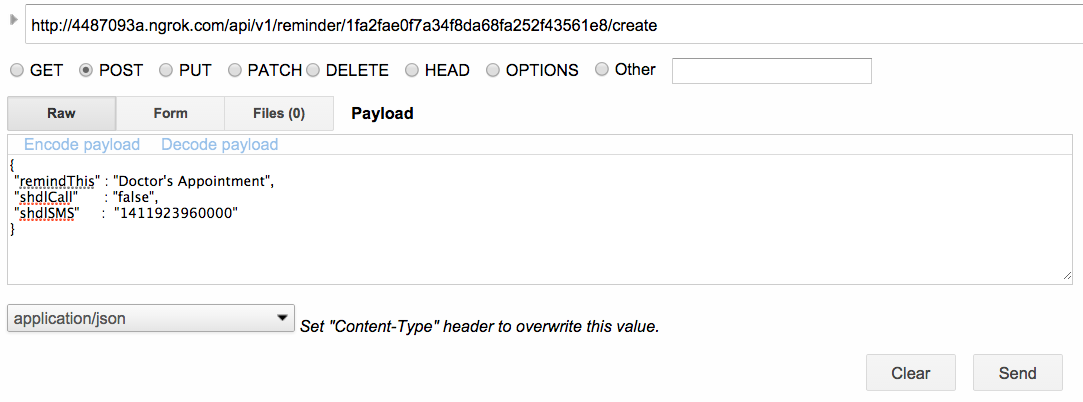 http://4487093a.ngrok.com/api/v1/reminder/1fa2fae0f7a34f8da68fa252f43561e8/create
GET POST PUT PATCH DELETE HEAD OPTIONS Other
Raw Form Files (0) Payload
Encode payload Decode payload
{
"remindThis" : "Doctor's Appointment",
"shdlCall" : "false",
"shdlSMS" : "1411923960000"
}
application/json Set "Content-Type" header to overwrite this value.
Clear Send